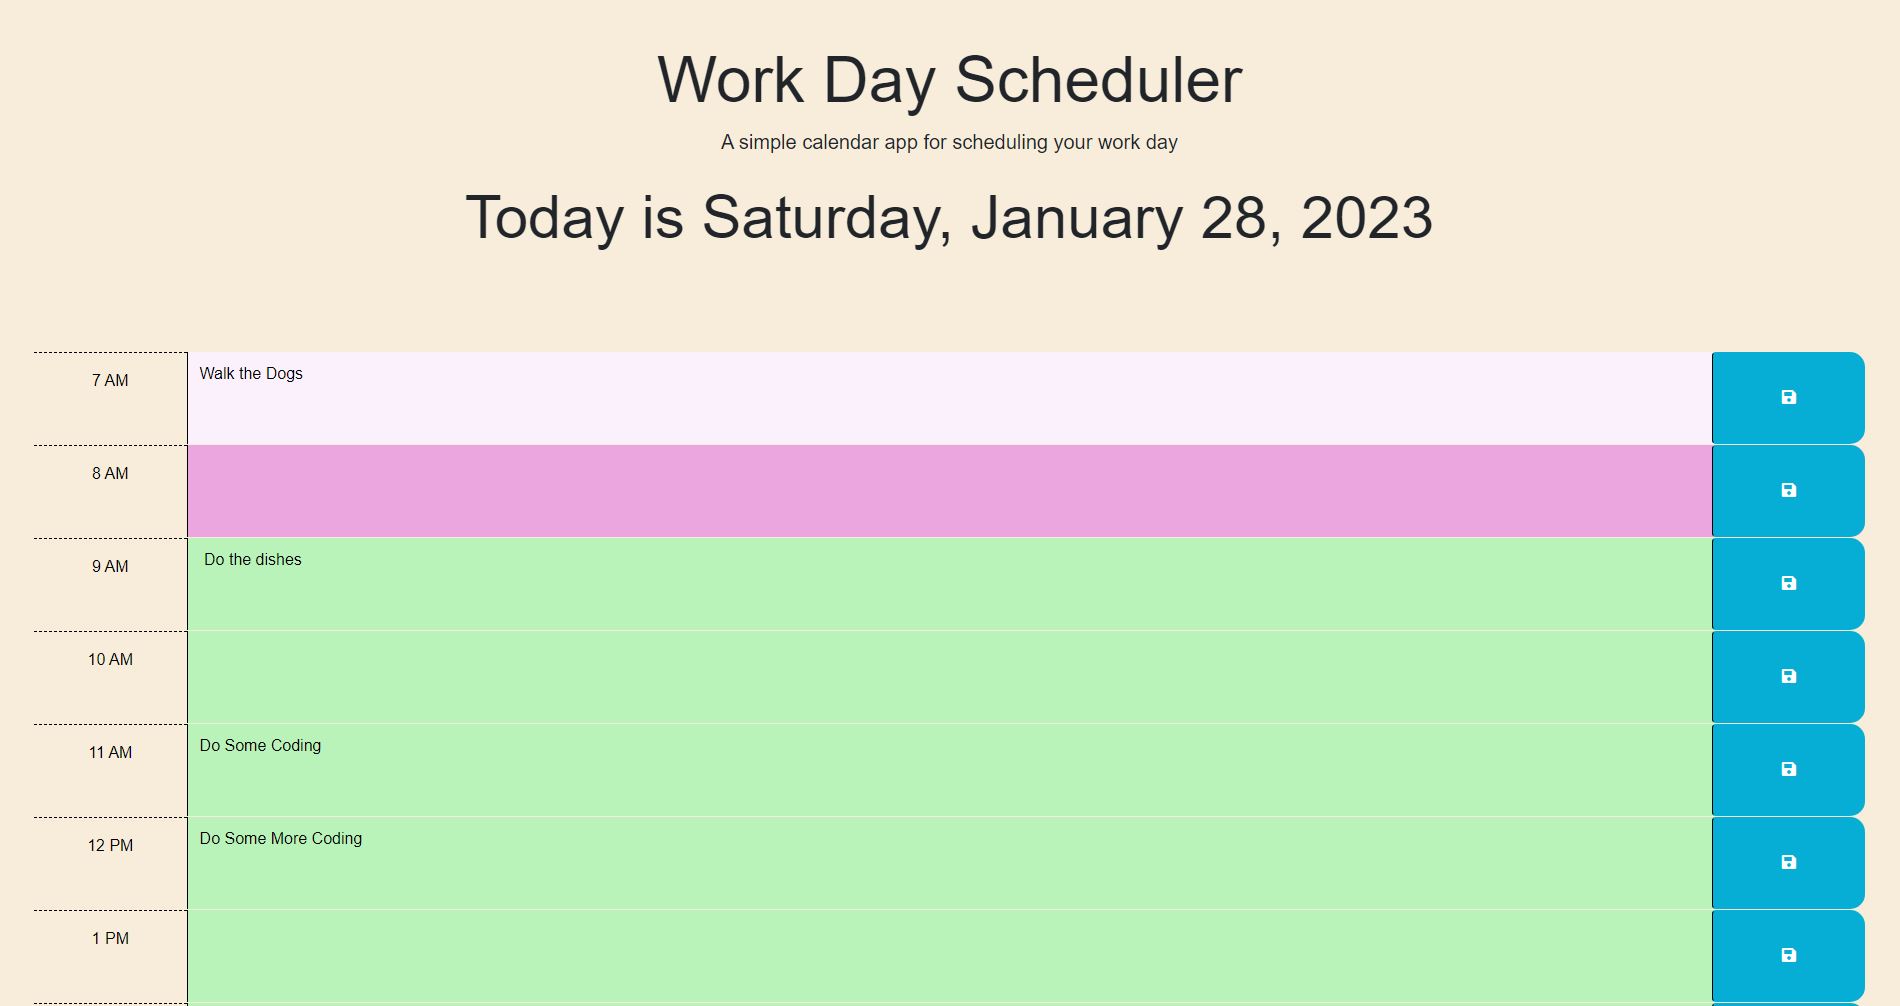 Work Day Scheduler
A simple calendar app for scheduling your work day
Today is Saturday, January 28, 2023
7 AM
Walk the Dogs
8 AM
9 AM
Do the dishes
10 AM
11 AM
Do Some Coding
12 PM
Do Some More Coding
1 PM